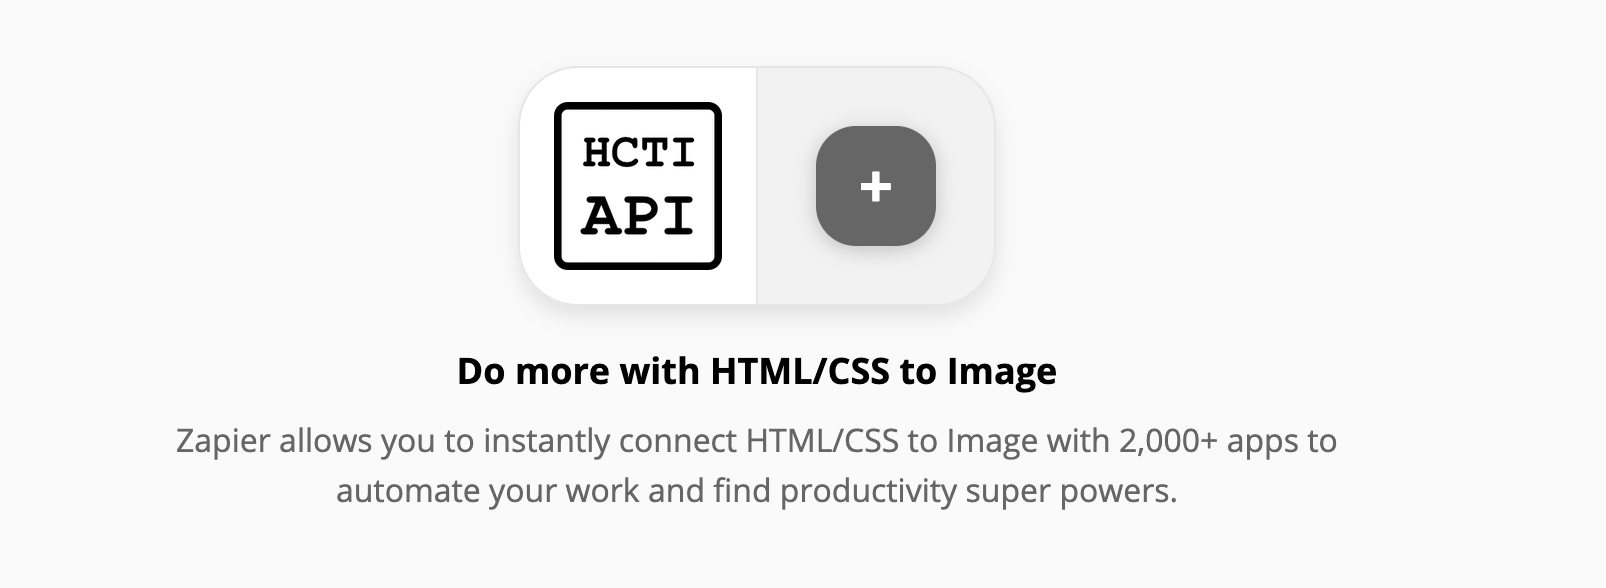 HCTI
API
+
Do more with HTML/CSS to Image
Zapier allows you to instantly connect HTML/CSS to Image with 2,000+ apps to
automate your work and find productivity super powers.